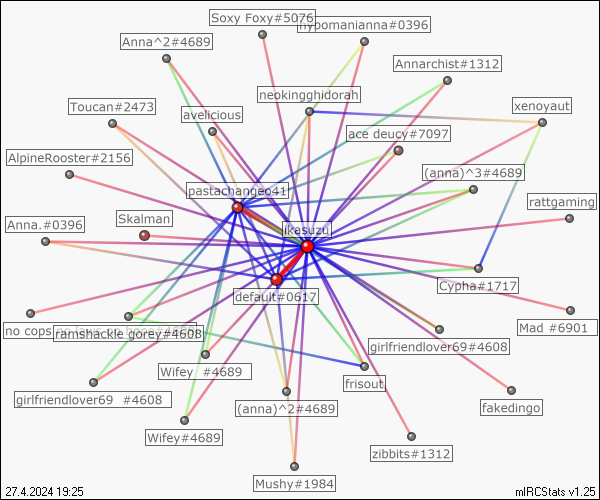 Soxy Foxy#5076
hypomanianna#0396
Anna^2#4689
Annarchist#1312
neokingghidorah
xenoyaut
Toucan#2473
avelicious
ace deucy#7097
AlpineRooster#2156
(anna)^3#4689
pastachangeo41
rattgaming
Anna.#0396
Skalman
ikasuzu
Cypha#1717
default#0617
no cops
Mad #6901
ramshackle gorey#4608
girlfriendlover69#4608
Wifey #4689
frisout
girlfriendlover69 #4608
(anna)^2#4689
fakedingo
Wifey#4689
zibbits#1312
Mushy#1984
27.4.2024 19:25
mIRCStats v1.25